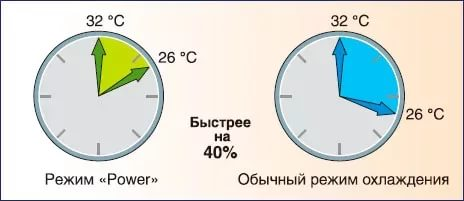 32 °C
26 °C
Режим «Power»
Быстрее
на
40%
32 °C
26 °C
Обычный режим охлаждения